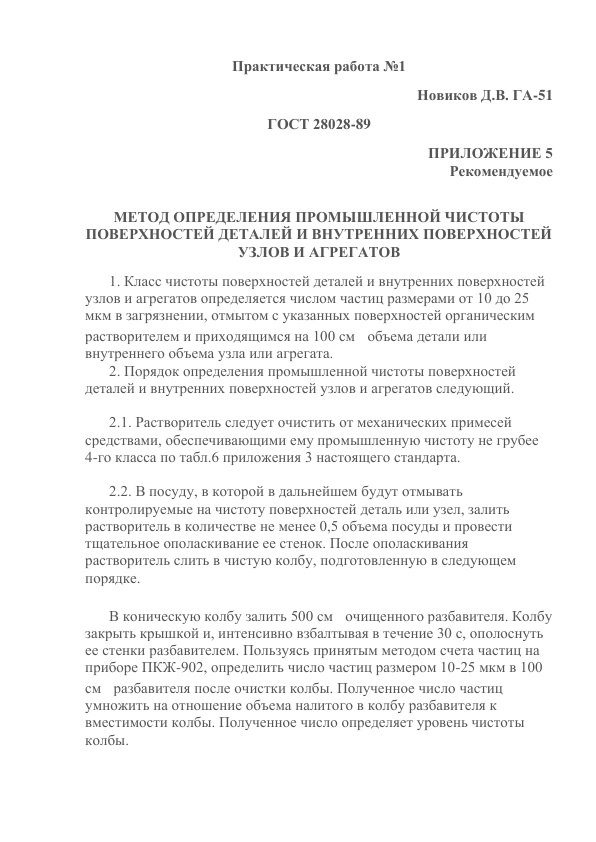 Практическая работа №1
Новиков Д.В. ГА-51
ГОСТ 28028-89
ПРИЛОЖЕНИЕ 5
Рекомендуемое
МЕТОД ОПРЕДЕЛЕНИЯ ПРОМЫШЛЕННОЙ ЧИСТОТЫ
ПОВЕРХНОСТЕЙ ДЕТАЛЕЙ И ВНУТРЕННИХ ПОВЕРХНОСТЕЙ
УЗЛОВ И АГРЕГАТОВ
1. Класс чистоты поверхностей деталей и внутренних поверхностей
узлов и агрегатов определяется числом частиц размерами от 10 до 25
мкм в загрязнении, отмытом с указанных поверхностей органическим
растворителем и приходящимся на 100 см объема детали или
внутреннего объема узла или агрегата.
2. Порядок определения промышленной чистоты поверхностей
деталей и внутренних поверхностей узлов и агрегатов следующий.
2.1. Растворитель следует очистить от механических примесей
средствами, обеспечивающими ему промышленную чистоту не грубее
4-го класса по табл.6 приложения 3 настоящего стандарта.
2.2. В посуду, в которой в дальнейшем будут отмывать
контролируемые на чистоту поверхностей деталь или узел, залить
растворитель в количестве не менее 0,5 объема посуды и провести
тщательное ополаскивание ее стенок. После ополаскивания
растворитель слить в чистую колбу, подготовленную в следующем
порядке.
В коническую колбу залить 500 см очищенного разбавителя. Колбу
закрыть крышкой и, интенсивно взбалтывая в течение 30 с, ополоснуть
ее стенки разбавителем. Пользуясь принятым методом счета частиц на
приборе ПКЖ-902, определить число частиц размером 10-25 мкм в 100
см разбавителя после очистки колбы. Полученное число частиц
умножить на отношение объема налитого в колбу разбавителя к
вместимости колбы. Полученное число определяет уровень чистоты
колбы.